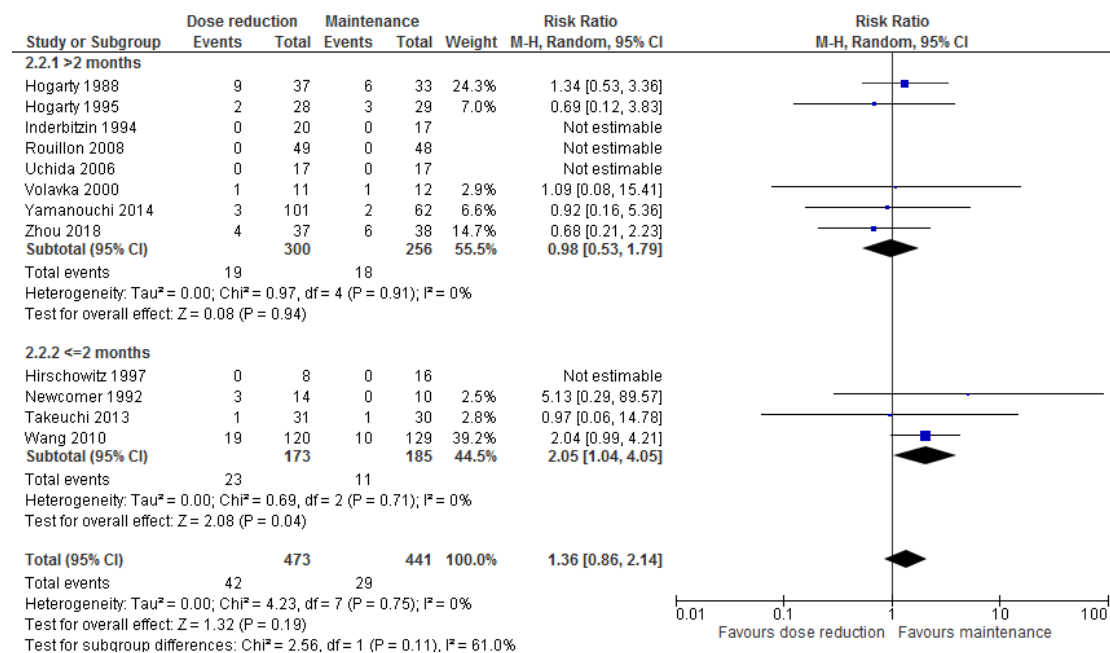 Dose reduction Maintenance Risk Ratio Risk Ratio
Study or Subgroup Events Total Events Total Weight M-H, Random, 95% CI M-H, Random, 95% CI
2.2.1 >2 months
Hogarty 1988 9 37 6 33 24.3% 1.34 [0.53, 3.36]
Hogarty 1995 2 28 3 29 7.0% 0.69 [0.12, 3.83]
Inderbitzin 1994 0 20 0 17 Not estimable
Rouillon 2008 0 49 0 48 Not estimable
Uchida 2006 0 17 0 17 Not estimable
Volavka 2000 1 11 1 12 2.9% 1.09 [0.08, 15.41]
Yamanouchi 2014 3 101 2 62 6.6% 0.92 [0.16, 5.36]
Zhou 2018 4 37 6 38 14.7% 0.68 [0.21, 2.23]
Subtotal (95% CI) 300 256 55.5% 0.98 [0.53, 1.79]
Total events 19 18
Heterogeneity: Tau² = 0.00; Chi² = 0.97, df = 4 (P = 0.91); I² = 0%
Test for overall effect: Z = 0.08 (P = 0.94)
2.2.2 <=2 months
Hirschowitz 1997 0 8 0 16 Not estimable
Newcomer 1992 3 14 0 10 2.5% 5.13 [0.29, 89.57]
Takeuchi 2013 1 31 1 30 2.8% 0.97 [0.06, 14.78]
Wang 2010 19 120 10 129 39.2% 2.04 [0.99, 4.21]
Subtotal (95% CI) 173 185 44.5% 2.05 [1.04, 4.05]
Total events 23 11
Heterogeneity: Tau² = 0.00; Chi² = 0.69, df = 2 (P = 0.71); I² = 0%
Test for overall effect: Z = 2.08 (P = 0.04)
Total (95% CI) 473 441 100.0% 1.36 [0.86, 2.14]
Total events 42 29
Heterogeneity: Tau² = 0.00; Chi² = 4.23, df = 7 (P = 0.75); I² = 0%
Test for overall effect: Z = 1.32 (P = 0.19)
Test for subgroup differences: Chi² = 2.56, df = 1 (P = 0.11), I² = 61.0%
0.01 0.1 1 10 100
Favours dose reduction Favours maintenance